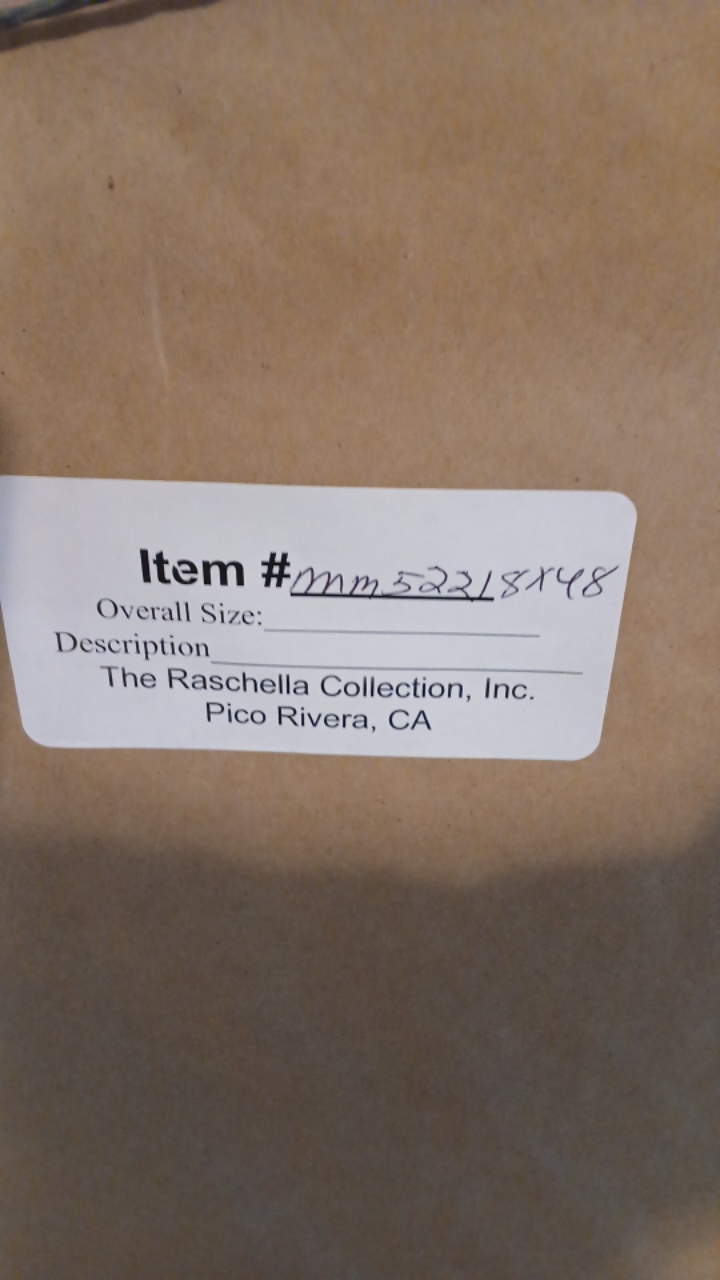 Item #mm52218x48
Overall Size:
Description
The Raschella Collection, Inc.
Pico Rivera, CA